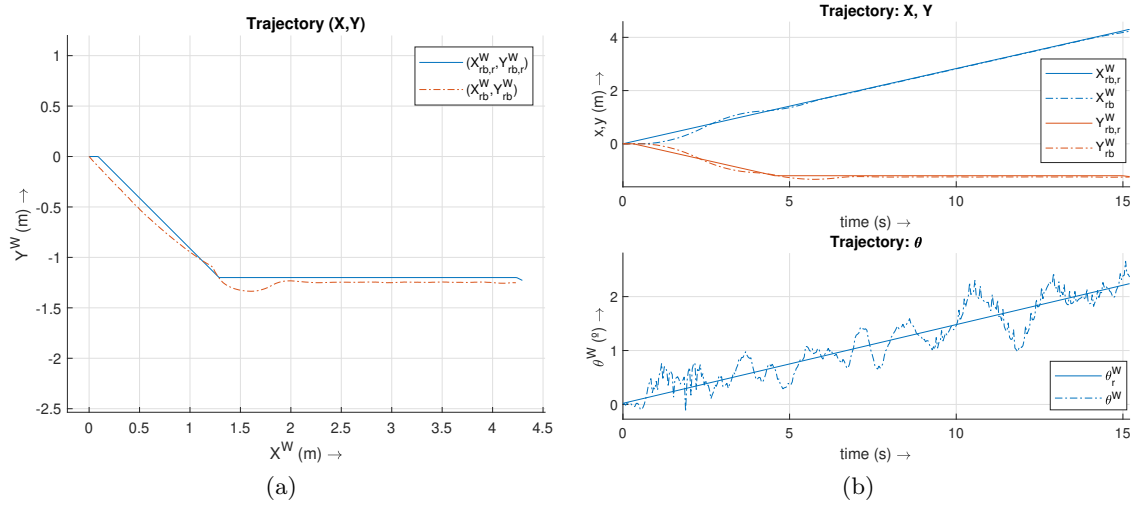 Trajectory (X,Y)
1
0.5
0
-0.5
-1
-1.5
-2
-2.5
Y^W (m) →
(X^W_rb,r,Y^W_rb,r)
(X^W_rb,Y^W_rb)
0 0.5 1 1.5 2 2.5 3 3.5 4 4.5
X^W (m) →
(a)
Trajectory: X, Y
4
2
0
x,y (m) →
X^W_rb,r
X^W_rb
Y^W_rb,r
Y^W_rb
0 5 10 15
time (s) →
Trajectory: θ
2
1
0
θ^W (º) →
θ^W_r
θ^W
0 5 10 15
time (s) →
(b)